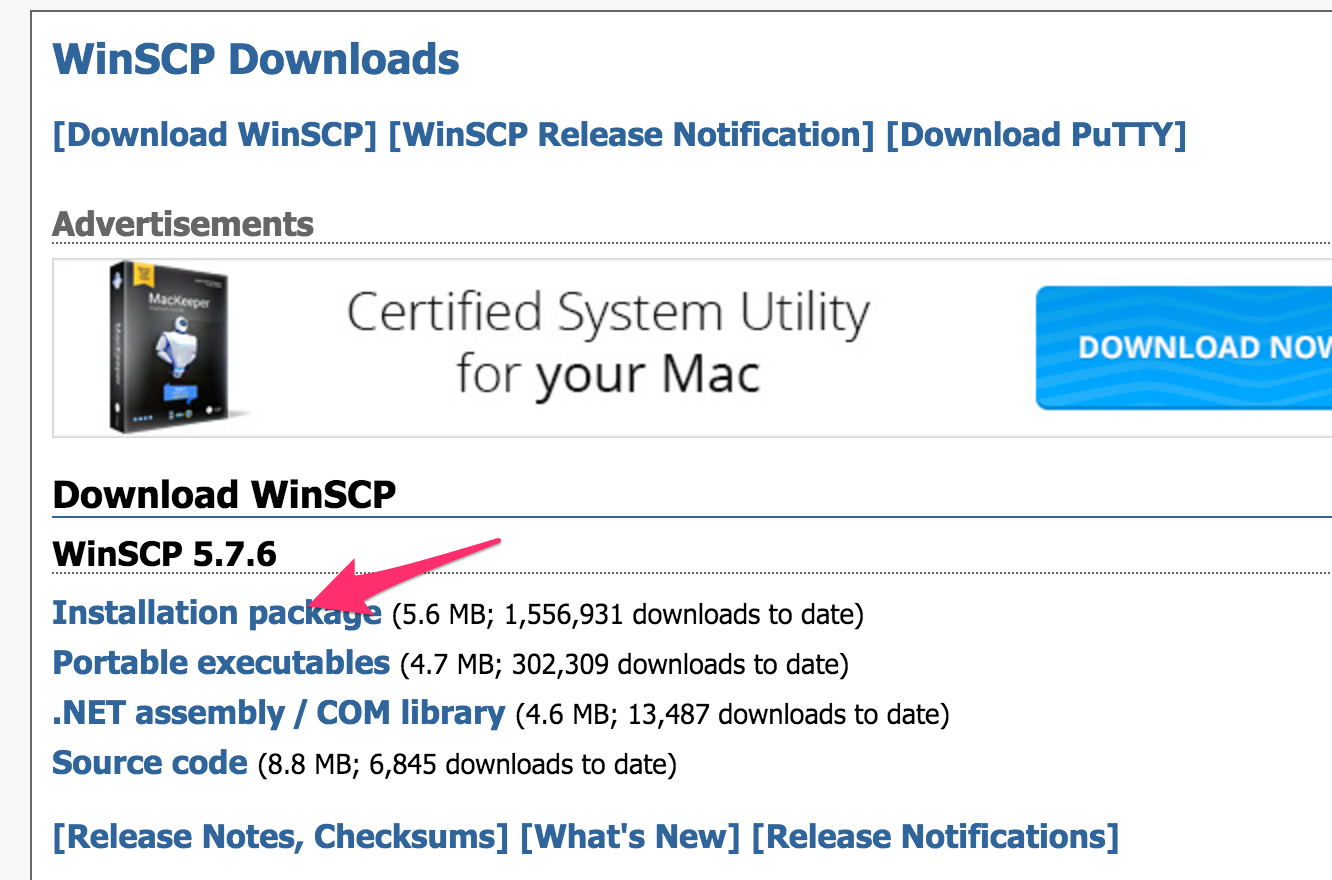 WinSCP Downloads
[Download WinSCP] [WinSCP Release Notification] [Download PuTTY]
Advertisements
MacKeeper
Certified System Utility
for your Mac
DOWNLOAD NOW
Download WinSCP
WinSCP 5.7.6
Installation package (5.6 MB; 1,556,931 downloads to date)
Portable executables (4.7 MB; 302,309 downloads to date)
.NET assembly / COM library (4.6 MB; 13,487 downloads to date)
Source code (8.8 MB; 6,845 downloads to date)
[Release Notes, Checksums] [What's New] [Release Notifications]